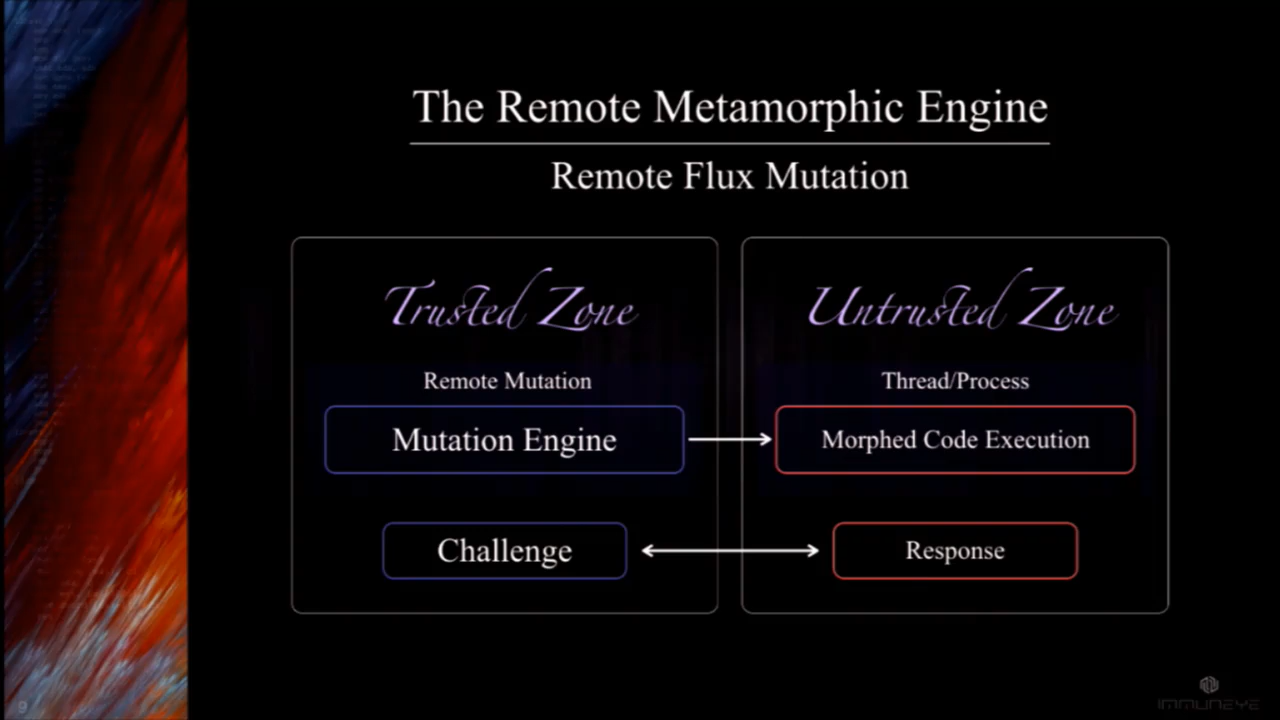 The Remote Metamorphic Engine
Remote Flux Mutation
Trusted Zone
Remote Mutation
Mutation Engine
Challenge
Untrusted Zone
Thread/Process
Morphed Code Execution
Response
9
IMMUNEYE